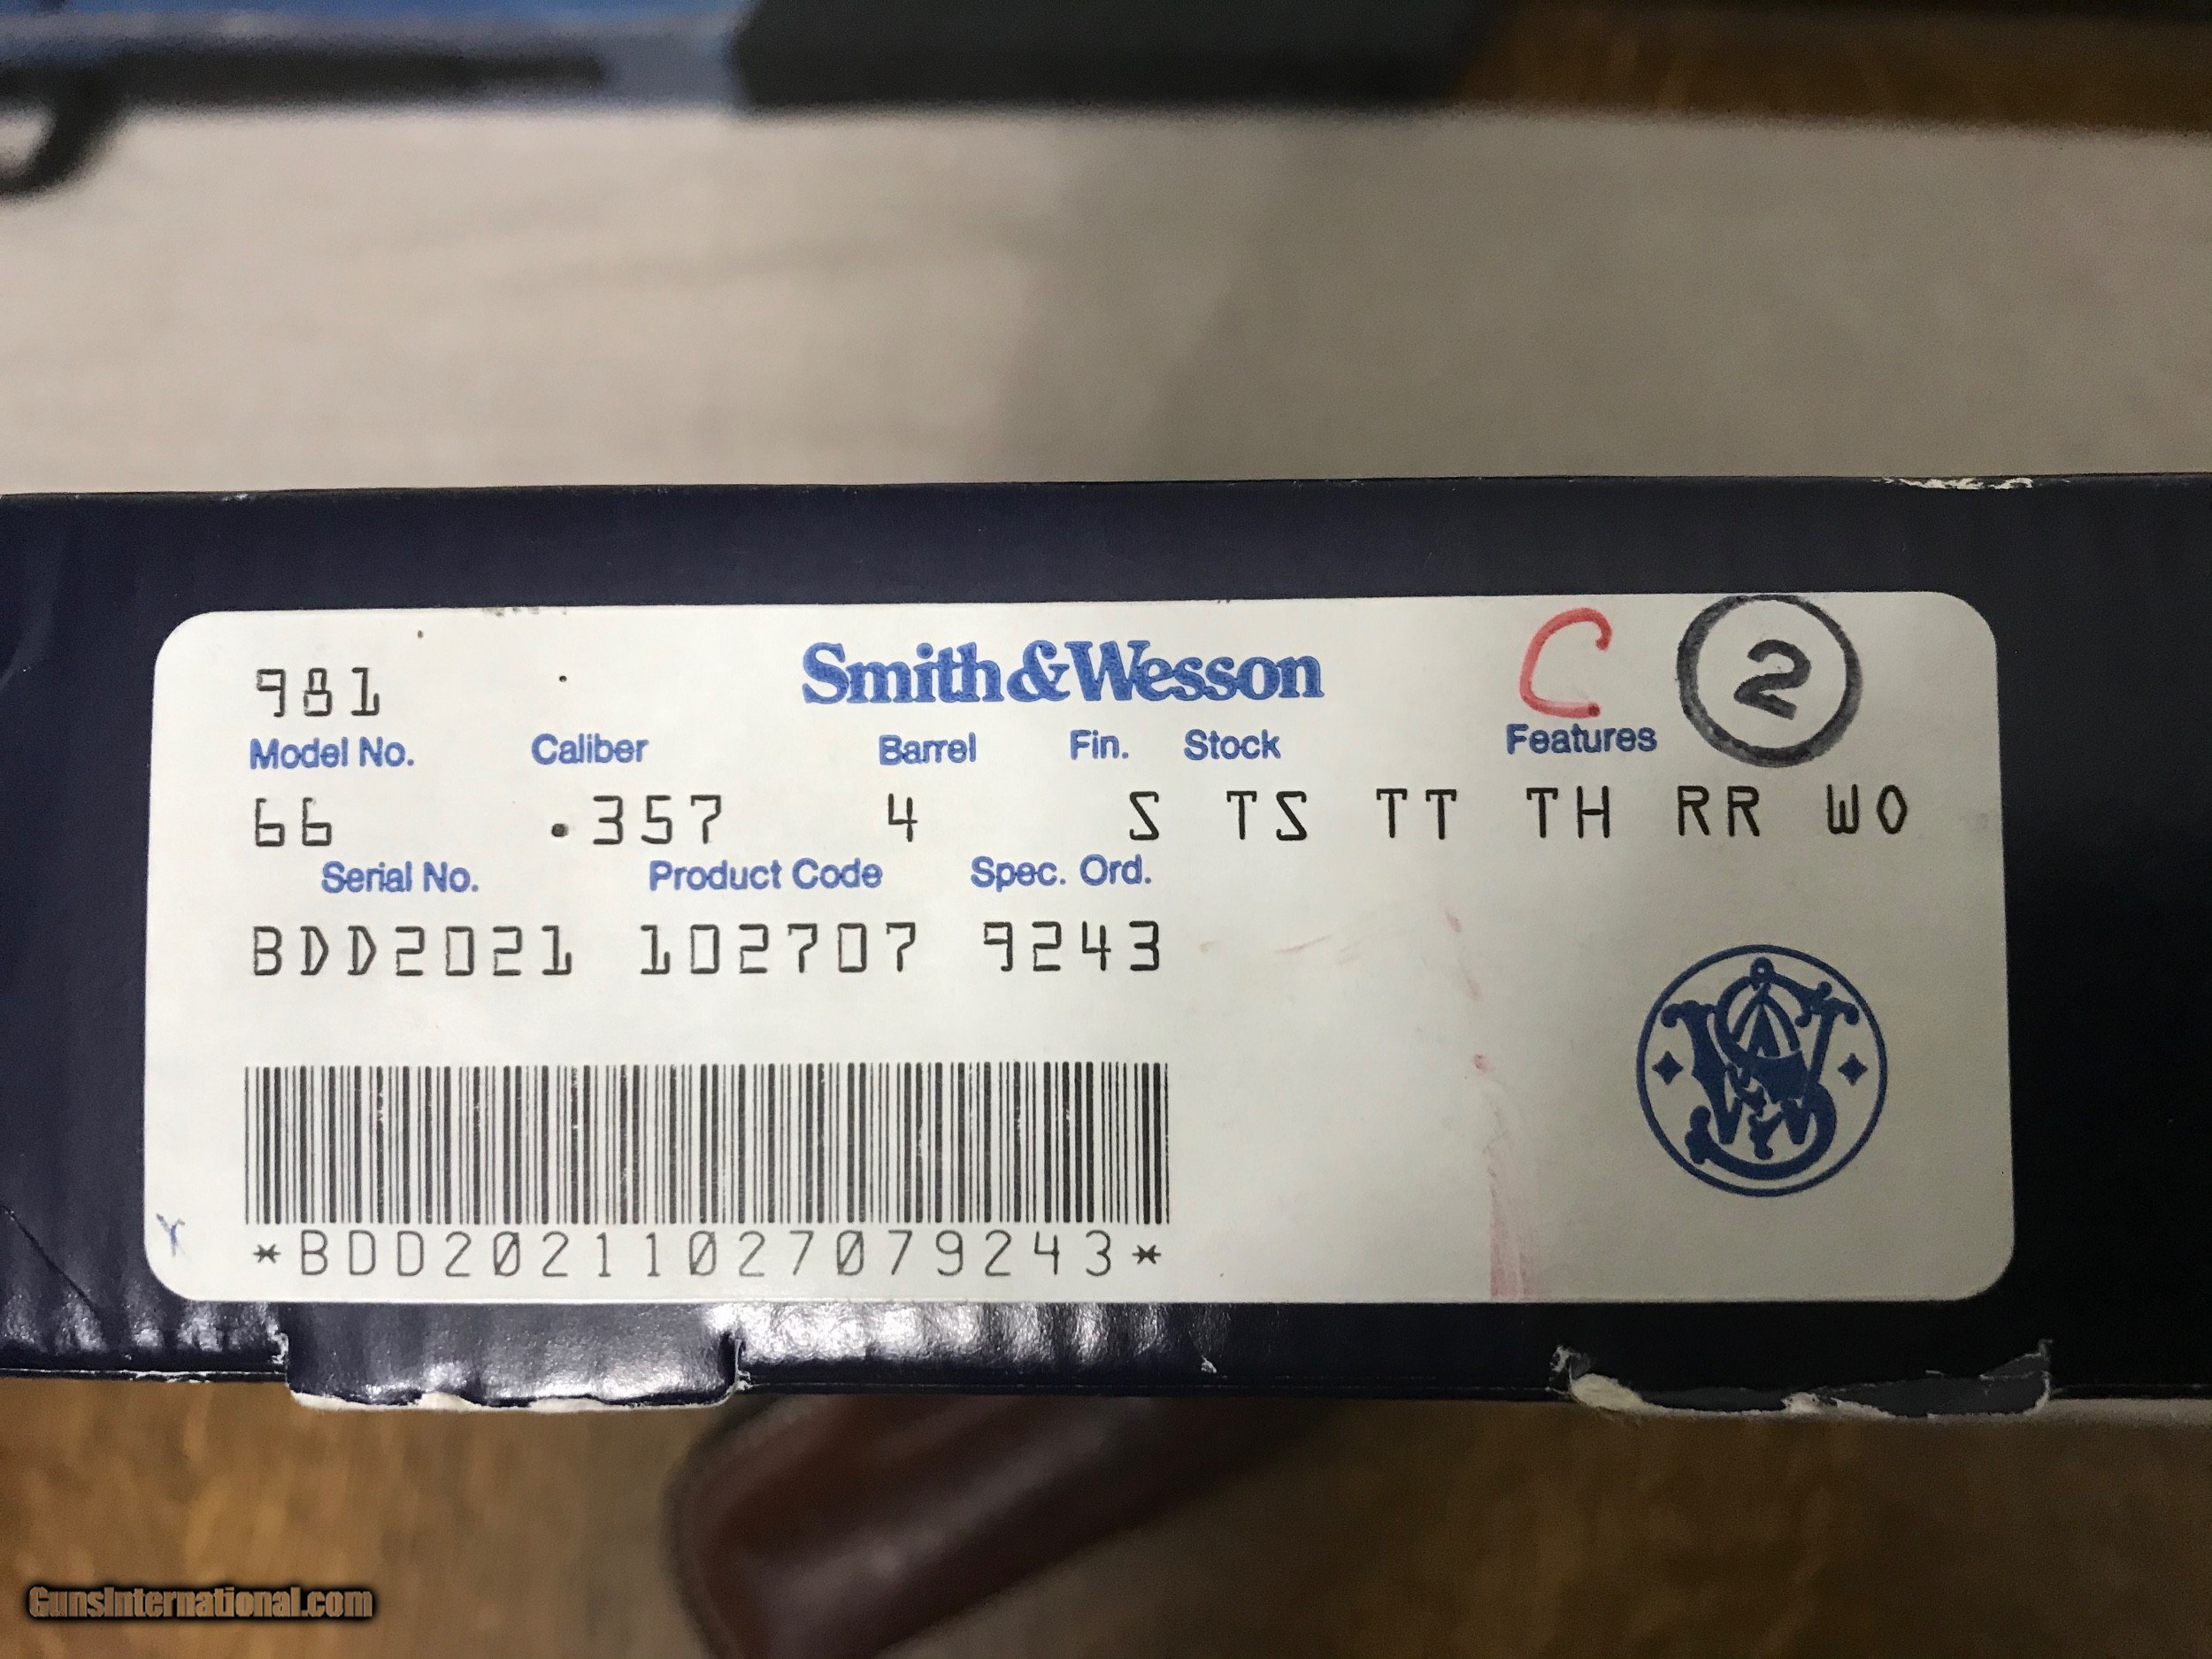 981 Smith&Wesson C 2
Model No. Caliber Barrel Fin. Stock Features
66 .357 4 S TS TT TH RR WO
Serial No. Product Code Spec. Ord.
BDD2021 102707 9243
*BDD20211027079243*
GunsInternational.com